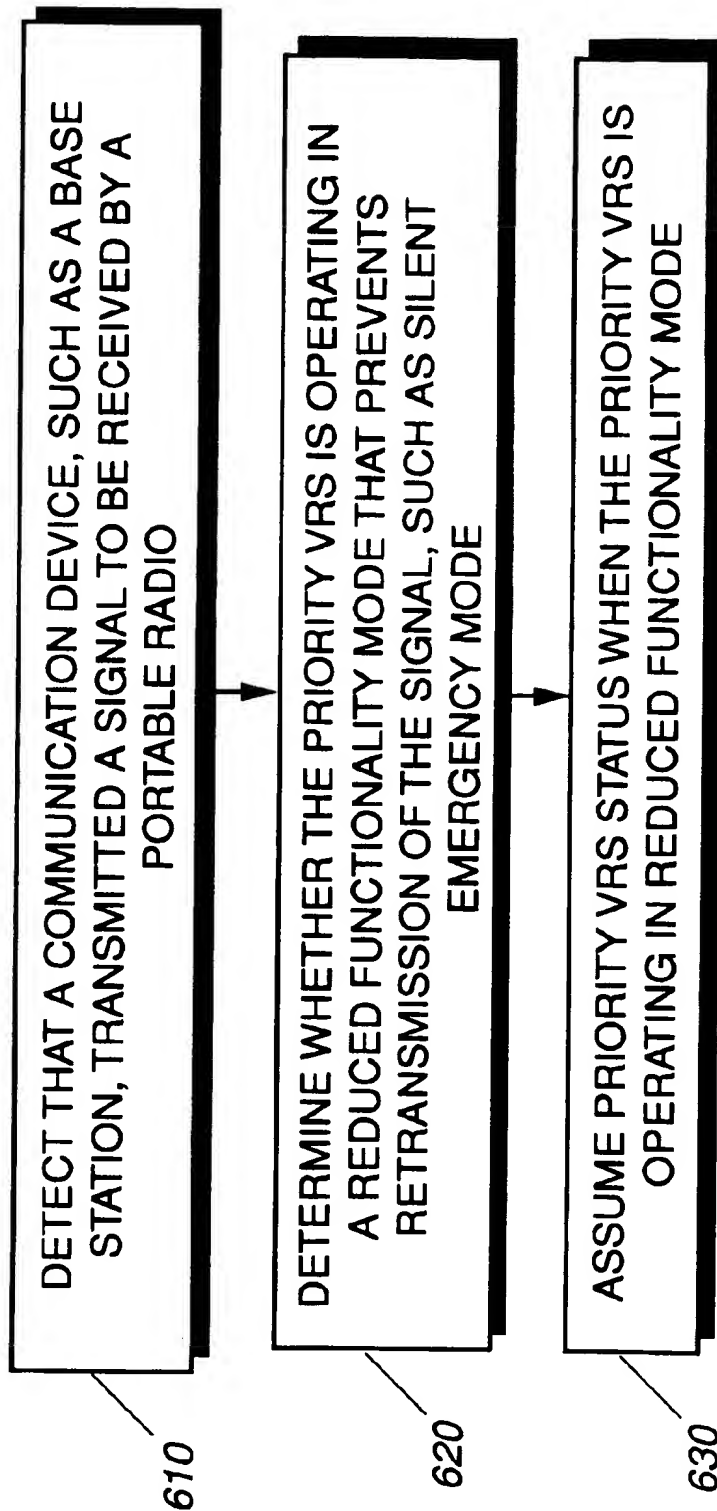 DETECT THAT A COMMUNICATION DEVICE, SUCH AS A BASE
STATION, TRANSMITTED A SIGNAL TO BE RECEIVED BY A
PORTABLE RADIO
610
DETERMINE WHETHER THE PRIORITY VRS IS OPERATING IN
A REDUCED FUNCTIONALITY MODE THAT PREVENTS
RETRANSMISSION OF THE SIGNAL, SUCH AS SILENT
EMERGENCY MODE
620
ASSUME PRIORITY VRS STATUS WHEN THE PRIORITY VRS IS
OPERATING IN REDUCED FUNCTIONALITY MODE
630